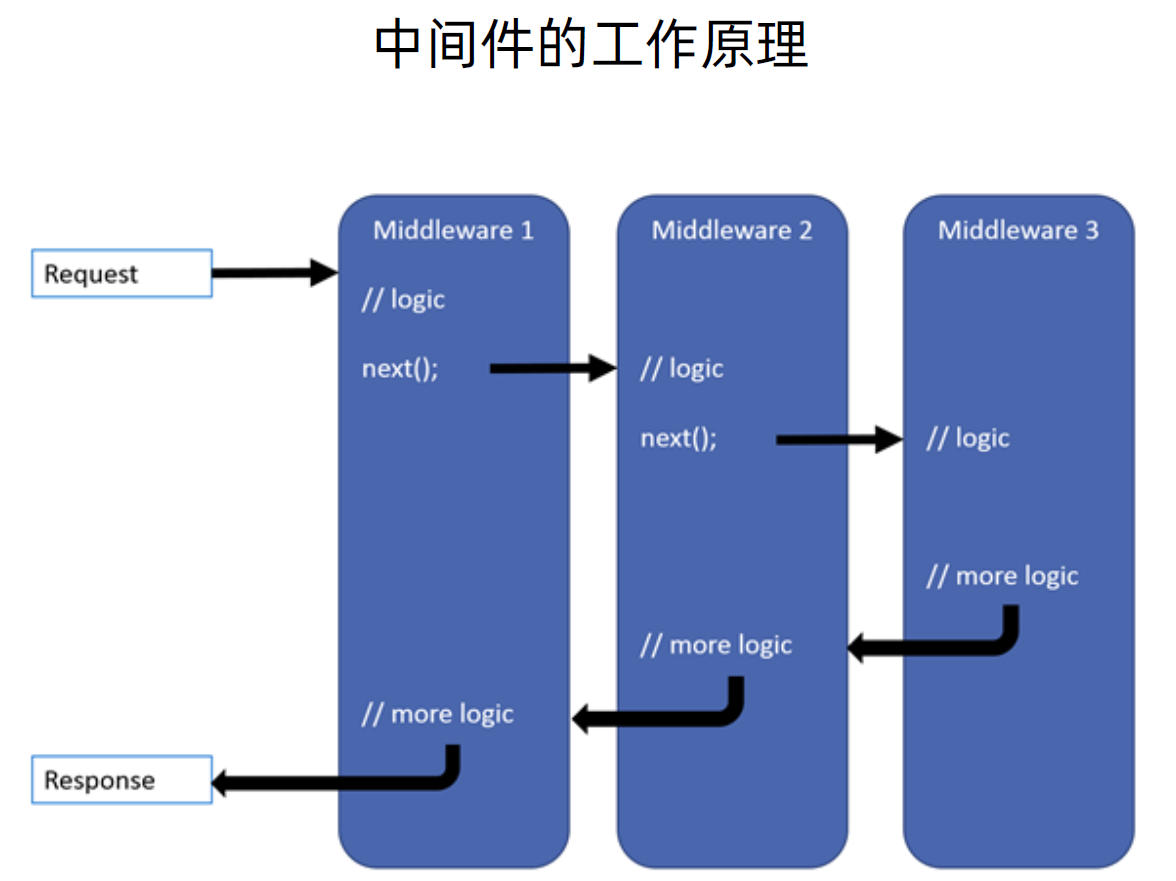 中间件的工作原理
Request
Middleware 1
// logic
next();
// more logic
Middleware 2
// logic
next();
// more logic
Middleware 3
// logic
// more logic
Response